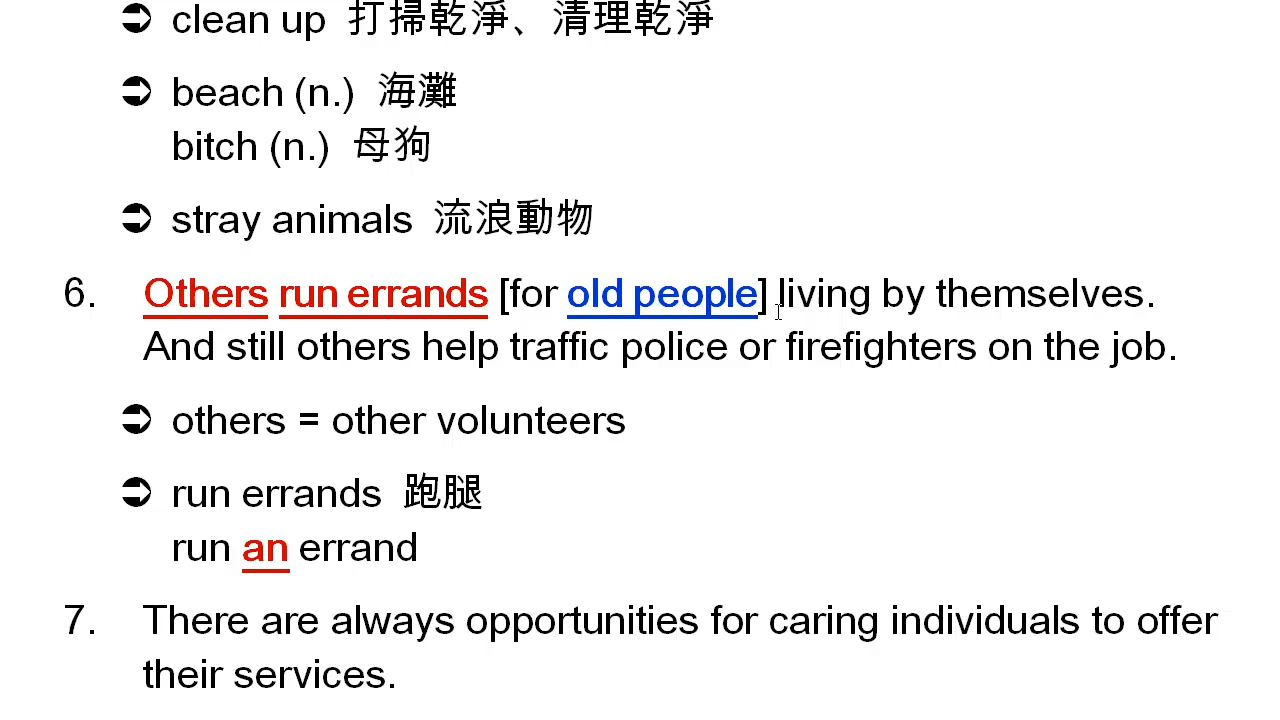 ➲ clean up 打掃乾淨、清理乾淨
➲ beach (n.) 海灘
bitch (n.) 母狗
➲ stray animals 流浪動物
6. Others run errands [for old people] living by themselves.
And still others help traffic police or firefighters on the job.
➲ others = other volunteers
➲ run errands 跑腿
run an errand
7. There are always opportunities for caring individuals to offer
their services.